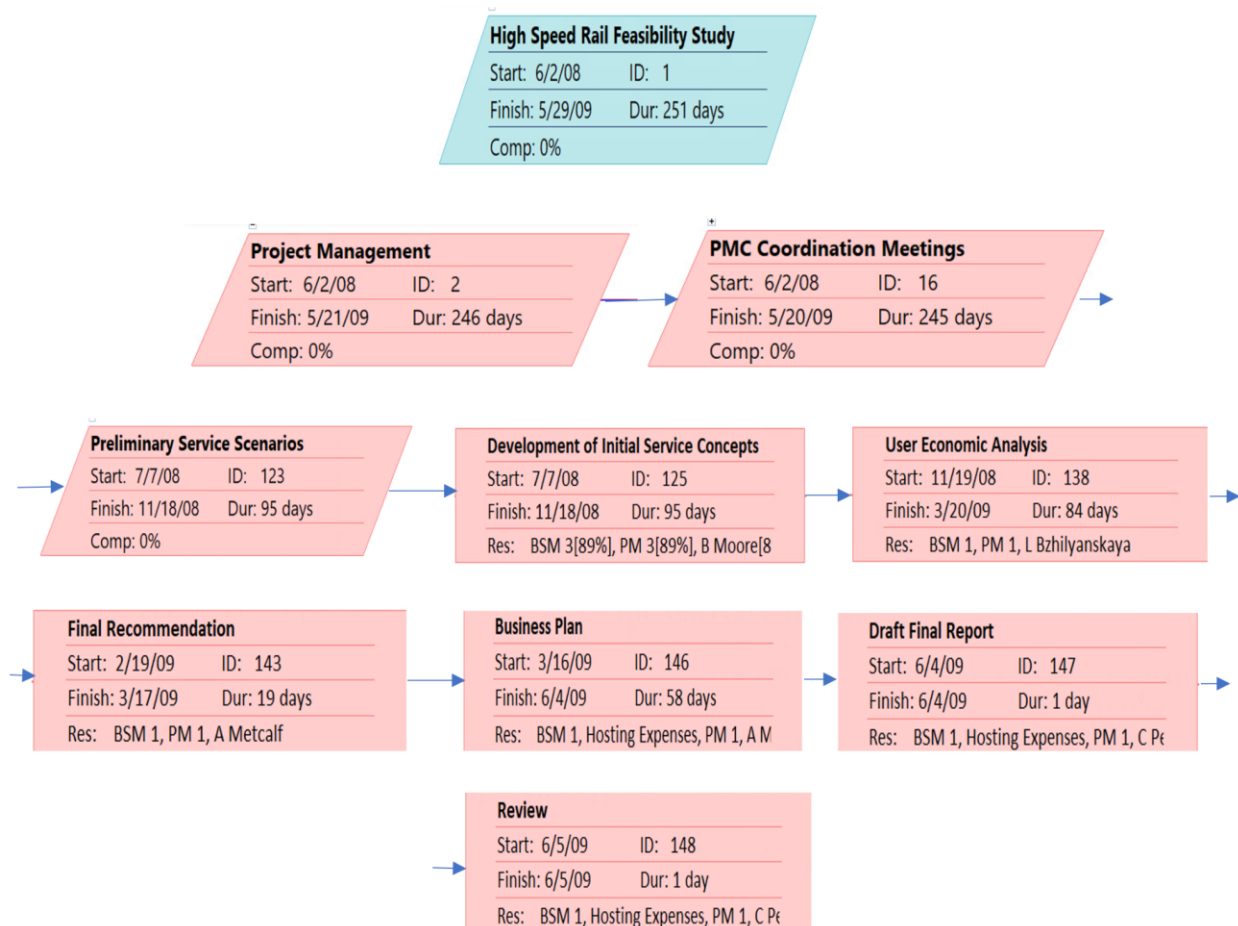 High Speed Rail Feasibility Study
Start: 6/2/08 ID: 1
Finish: 5/29/09 Dur: 251 days
Comp: 0%
Project Management
Start: 6/2/08 ID: 2
Finish: 5/21/09 Dur: 246 days
Comp: 0%
PMC Coordination Meetings
Start: 6/2/08 ID: 16
Finish: 5/20/09 Dur: 245 days
Comp: 0%
Preliminary Service Scenarios
Start: 7/7/08 ID: 123
Finish: 11/18/08 Dur: 95 days
Comp: 0%
Development of Initial Service Concepts
Start: 7/7/08 ID: 125
Finish: 11/18/08 Dur: 95 days
Res: BSM 3[89%], PM 3[89%], B Moore[8
User Economic Analysis
Start: 11/19/08 ID: 138
Finish: 3/20/09 Dur: 84 days
Res: BSM 1, PM 1, L Bzhilyanskaya
Final Recommendation
Start: 2/19/09 ID: 143
Finish: 3/17/09 Dur: 19 days
Res: BSM 1, PM 1, A Metcalf
Business Plan
Start: 3/16/09 ID: 146
Finish: 6/4/09 Dur: 58 days
Res: BSM 1, Hosting Expenses, PM 1, A M
Draft Final Report
Start: 6/4/09 ID: 147
Finish: 6/4/09 Dur: 1 day
Res: BSM 1, Hosting Expenses, PM 1, C Pe
Review
Start: 6/5/09 ID: 148
Finish: 6/5/09 Dur: 1 day
Res: BSM 1, Hosting Expenses, PM 1, C Pe